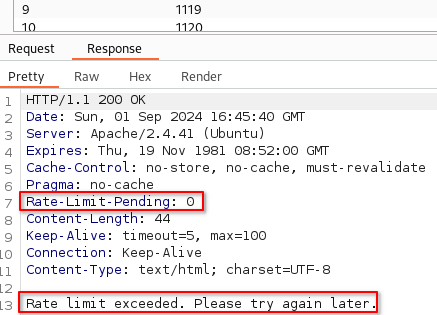 9 1119
10 1120
Request Response
Pretty Raw Hex Render
1 HTTP/1.1 200 OK
2 Date: Sun, 01 Sep 2024 16:45:40 GMT
3 Server: Apache/2.4.41 (Ubuntu)
4 Expires: Thu, 19 Nov 1981 08:52:00 GMT
5 Cache-Control: no-store, no-cache, must-revalidate
6 Pragma: no-cache
7 Rate-Limit-Pending: 0
8 Content-Length: 44
9 Keep-Alive: timeout=5, max=100
10 Connection: Keep-Alive
11 Content-Type: text/html; charset=UTF-8
12
13 Rate limit exceeded. Please try again later.